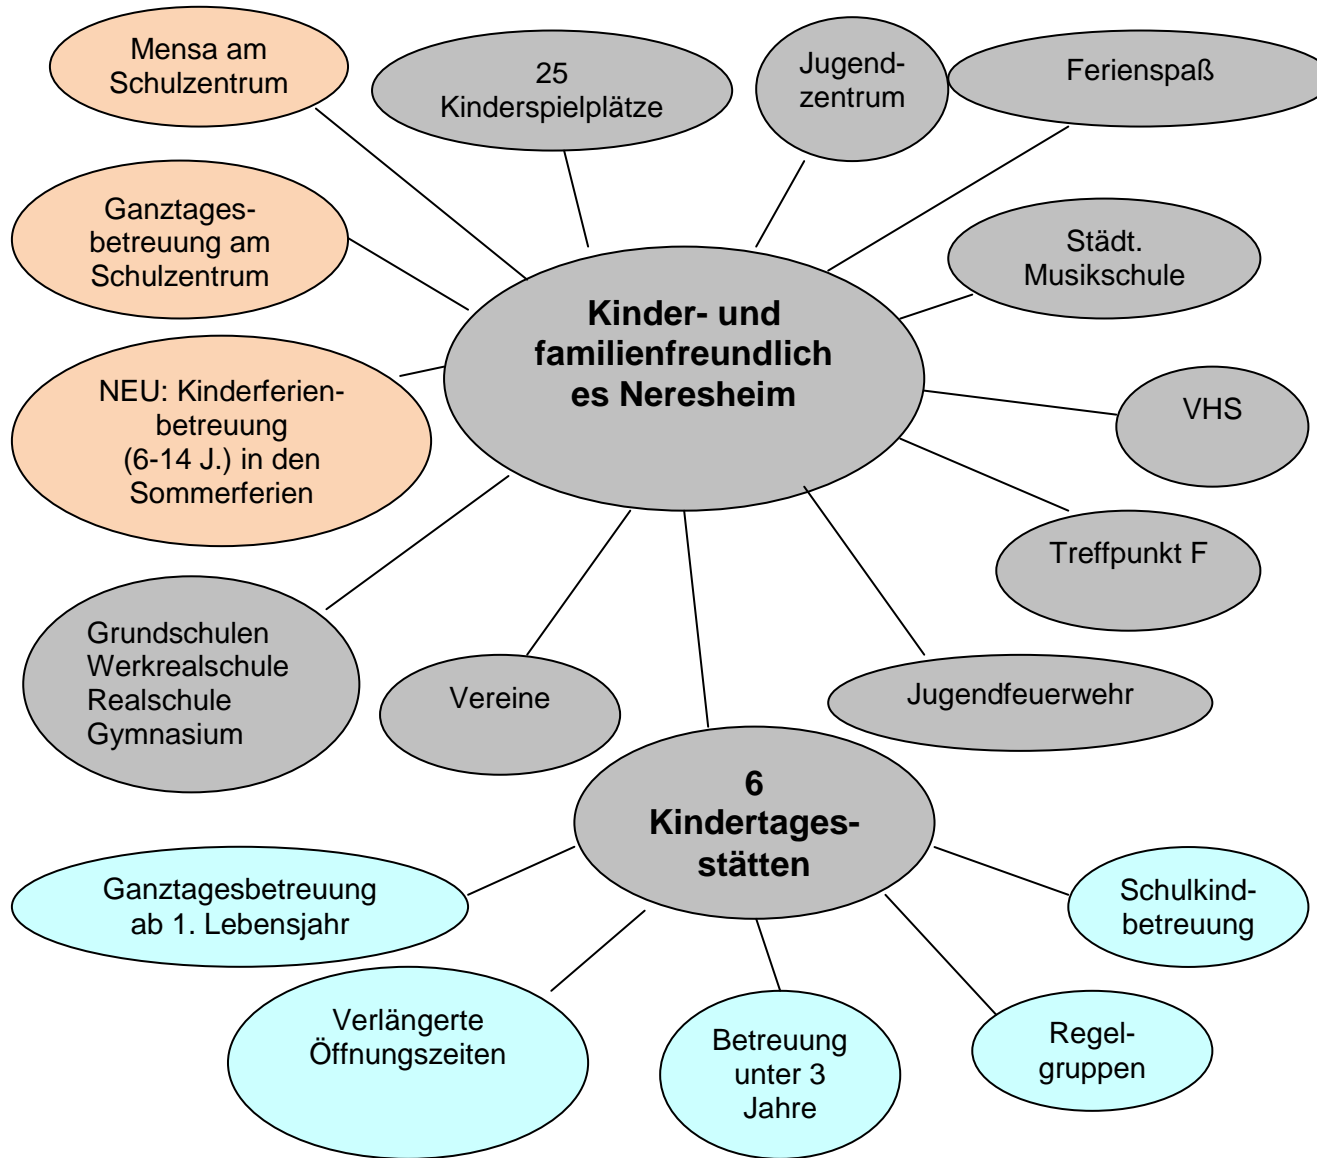 Mensa am
Schulzentrum
25
Kinderspielplätze
Jugend-
zentrum
Ferienspaß
Ganztages-
betreuung am
Schulzentrum
Städt.
Musikschule
Kinder- und
familienfreundlich
es Neresheim
NEU: Kinderferien-
betreuung
(6-14 J.) in den
Sommerferien
VHS
Treffpunkt F
Grundschulen
Werkrealschule
Realschule
Gymnasium
Vereine
Jugendfeuerwehr
6
Kindertages-
stätten
Ganztagesbetreuung
ab 1. Lebensjahr
Schulkind-
betreuung
Verlängerte
Öffnungszeiten
Betreuung
unter 3
Jahre
Regel-
gruppen